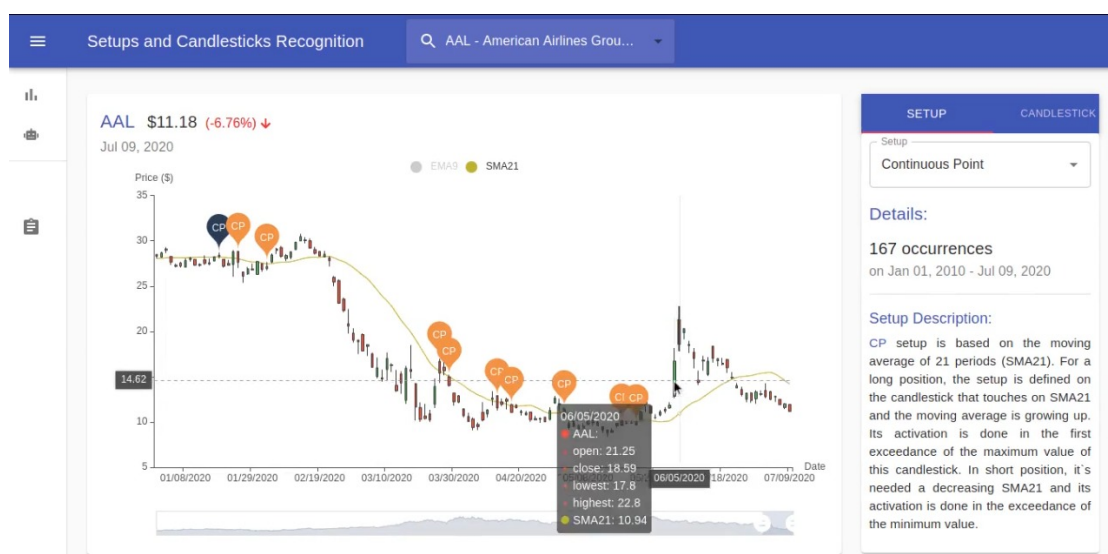 Setups and Candlesticks Recognition
AAL - American Airlines Grou...
AAL $11.18 (-6.76%)
Jul 09, 2020
EMA9 SMA21
Price ($)
35
30
25
20
14.62
10
5
CP CP CP
CP
CP
CP CP
CP
CP
01/08/2020 01/29/2020 02/19/2020 03/10/2020 03/30/2020 04/20/2020 06/05/2020 07/09/2020
Date
06/05/2020
AAL:
open: 21.25
close: 18.59
lowest: 17.8
highest: 22.8
SMA21: 10.94
SETUP CANDLESTICK
Setup
Continuous Point
Details:
167 occurrences
on Jan 01, 2010 - Jul 09, 2020
Setup Description:
CP setup is based on the moving
average of 21 periods (SMA21). For a
long position, the setup is defined on
the candlestick that touches on SMA21
and the moving average is growing up.
Its activation is done in the first
exceedance of the maximum value of
this candlestick. In short position, it`s
needed a decreasing SMA21 and its
activation is done in the exceedance of
the minimum value.